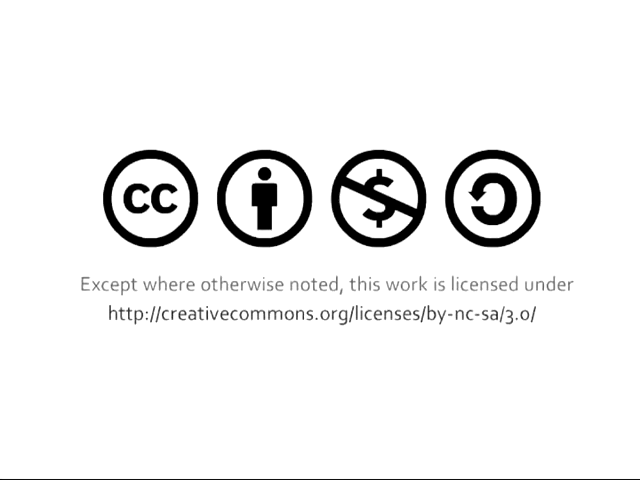 cc
$
Except where otherwise noted, this work is licensed under
http://creativecommons.org/licenses/by-nc-sa/3.0/